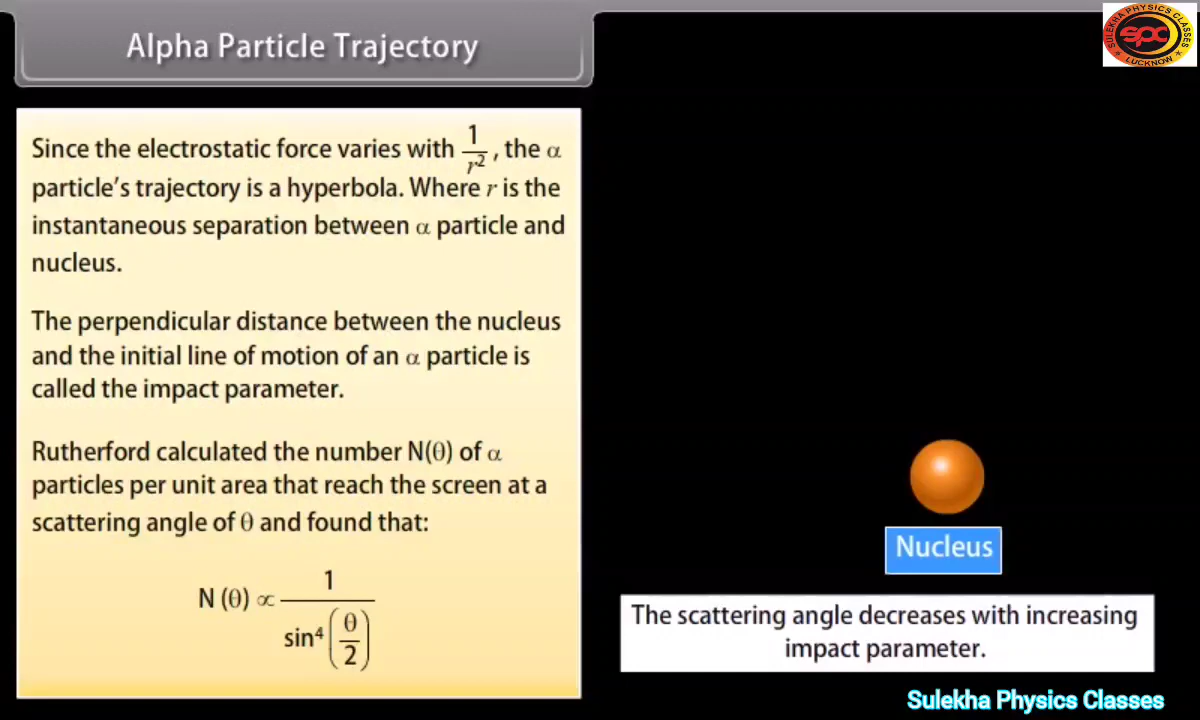 Alpha Particle Trajectory
SULEKHA PHYSICS CLASSES
spc
LUCKNOW
Since the electrostatic force varies with 1/r², the α
particle's trajectory is a hyperbola. Where r is the
instantaneous separation between α particle and
nucleus.
The perpendicular distance between the nucleus
and the initial line of motion of an α particle is
called the impact parameter.
Rutherford calculated the number N(θ) of α
particles per unit area that reach the screen at a
scattering angle of θ and found that:
N (θ) ∝ 1/sin⁴(θ/2)
Nucleus
The scattering angle decreases with increasing
impact parameter.
Sulekha Physics Classes